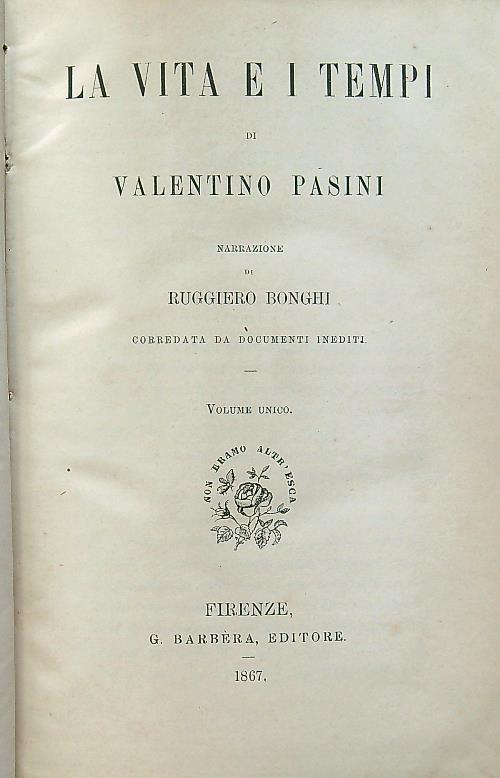 LA VITA E I TEMPI
DI
VALENTINO PASINI
NARRAZIONE
DI
RUGGIERO BONGHI
CORREDATA DA DOCUMENTI INEDITI.
VOLUME UNICO.
NON BRAMO ALTR' ESCA
FIRENZE,
G. BARBÈRA, EDITORE.
1867.